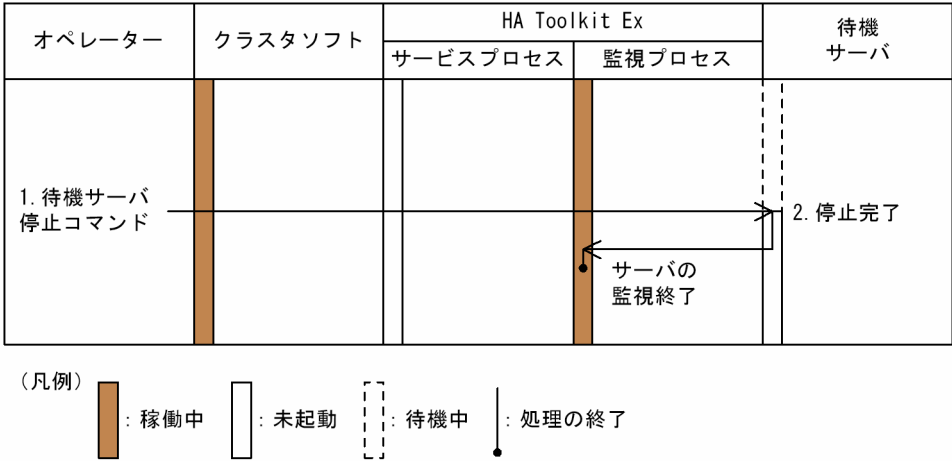 オペレーター
クラスタソフト
HA Toolkit Ex
サービスプロセス
監視プロセス
待機
サーバ
1. 待機サーバ
停止コマンド
2. 停止完了
サーバの
監視終了
(凡例)
: 稼働中
: 未起動
: 待機中
: 処理の終了